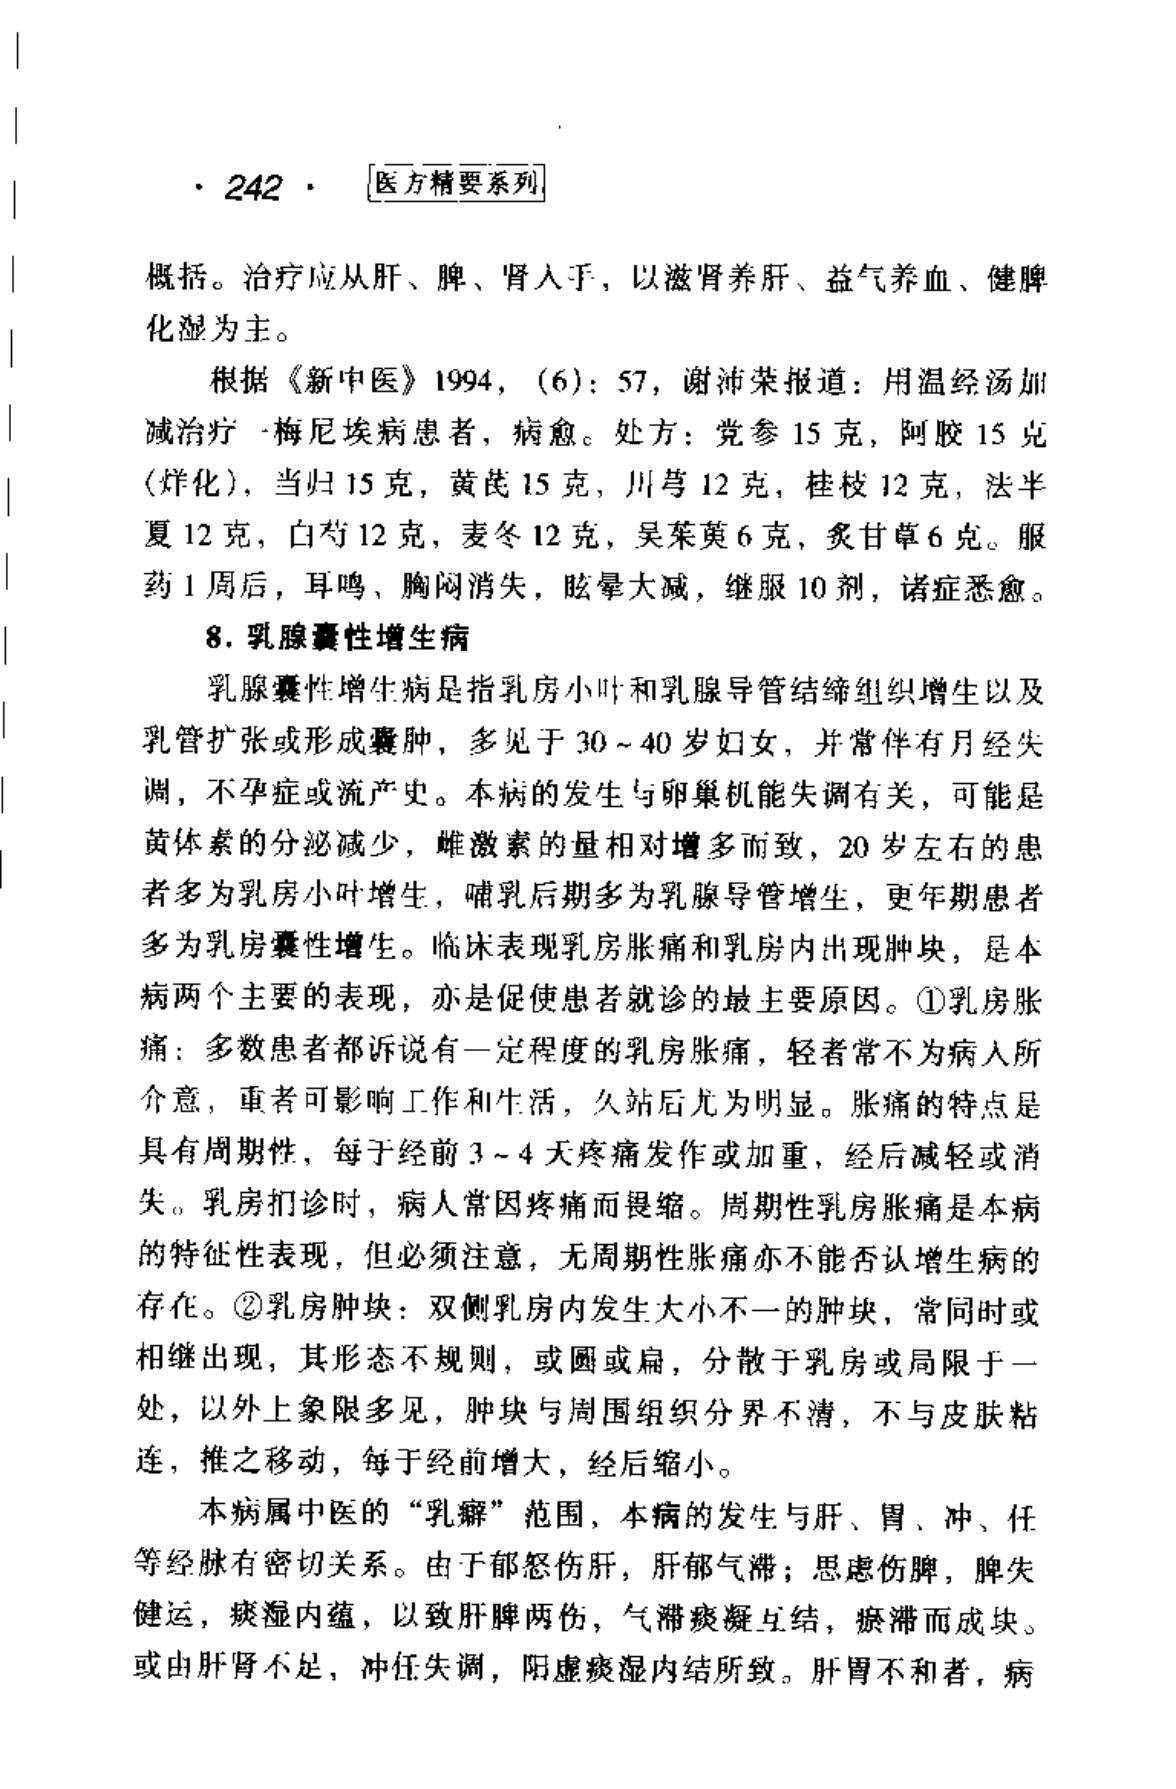 · 242 · 医方精要系列
概括。治疗应从肝、脾、肾入手，以滋肾养肝、益气养血、健脾
化湿为主。
根据《新中医》1994，（6）：57，谢沛荣报道：用温经汤加
减治疗一梅尼埃病患者，病愈。处方：党参 15 克，阿胶 15 克
（烊化），当归 15 克，黄芪 15 克，川芎 12 克，桂枝 12 克，法半
夏 12 克，白芍 12 克，麦冬 12 克，吴茱萸 6 克，炙甘草 6 克。服
药 1 周后，耳鸣、胸闷消失，眩晕大减，继服 10 剂，诸症悉愈。
8. 乳腺囊性增生病
乳腺囊性增生病是指乳房小叶和乳腺导管结缔组织增生以及
乳管扩张或形成囊肿，多见于 30～40 岁妇女，并常伴有月经失
调，不孕症或流产史。本病的发生与卵巢机能失调有关，可能是
黄体素的分泌减少，雌激素的量相对增多而致，20 岁左右的患
者多为乳房小叶增生，哺乳后期多为乳腺导管增生，更年期患者
多为乳房囊性增生。临床表现乳房胀痛和乳房内出现肿块，是本
病两个主要的表现，亦是促使患者就诊的最主要原因。①乳房胀
痛：多数患者都诉说有一定程度的乳房胀痛，轻者常不为病人所
介意，重者可影响工作和生活，久站后尤为明显。胀痛的特点是
具有周期性，每于经前 3～4 天疼痛发作或加重，经后减轻或消
失。乳房扪诊时，病人常因疼痛而畏缩。周期性乳房胀痛是本病
的特征性表现，但必须注意，无周期性胀痛亦不能否认增生病的
存在。②乳房肿块：双侧乳房内发生大小不一的肿块，常同时或
相继出现，其形态不规则，或圆或扁，分散于乳房或局限于一
处，以外上象限多见，肿块与周围组织分界不清，不与皮肤粘
连，推之移动，每于经前增大，经后缩小。
本病属中医的“乳癖”范围，本病的发生与肝、胃、冲、任
等经脉有密切关系。由于郁怒伤肝，肝郁气滞；思虑伤脾，脾失
健运，痰湿内蕴，以致肝脾两伤，气滞痰凝互结，瘀滞而成块。
或由肝肾不足，冲任失调，阳虚痰湿内结所致。肝胃不和者，病